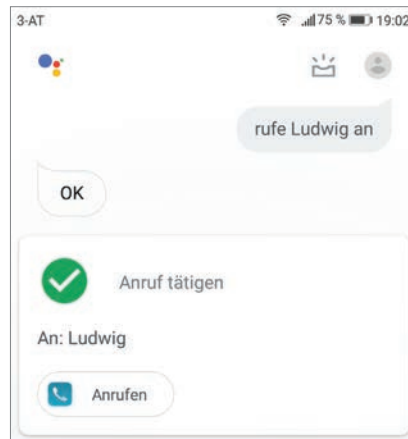 3-AT 75 % 19:02
rufe Ludwig an
OK
Anruf tätigen
An: Ludwig
Anrufen